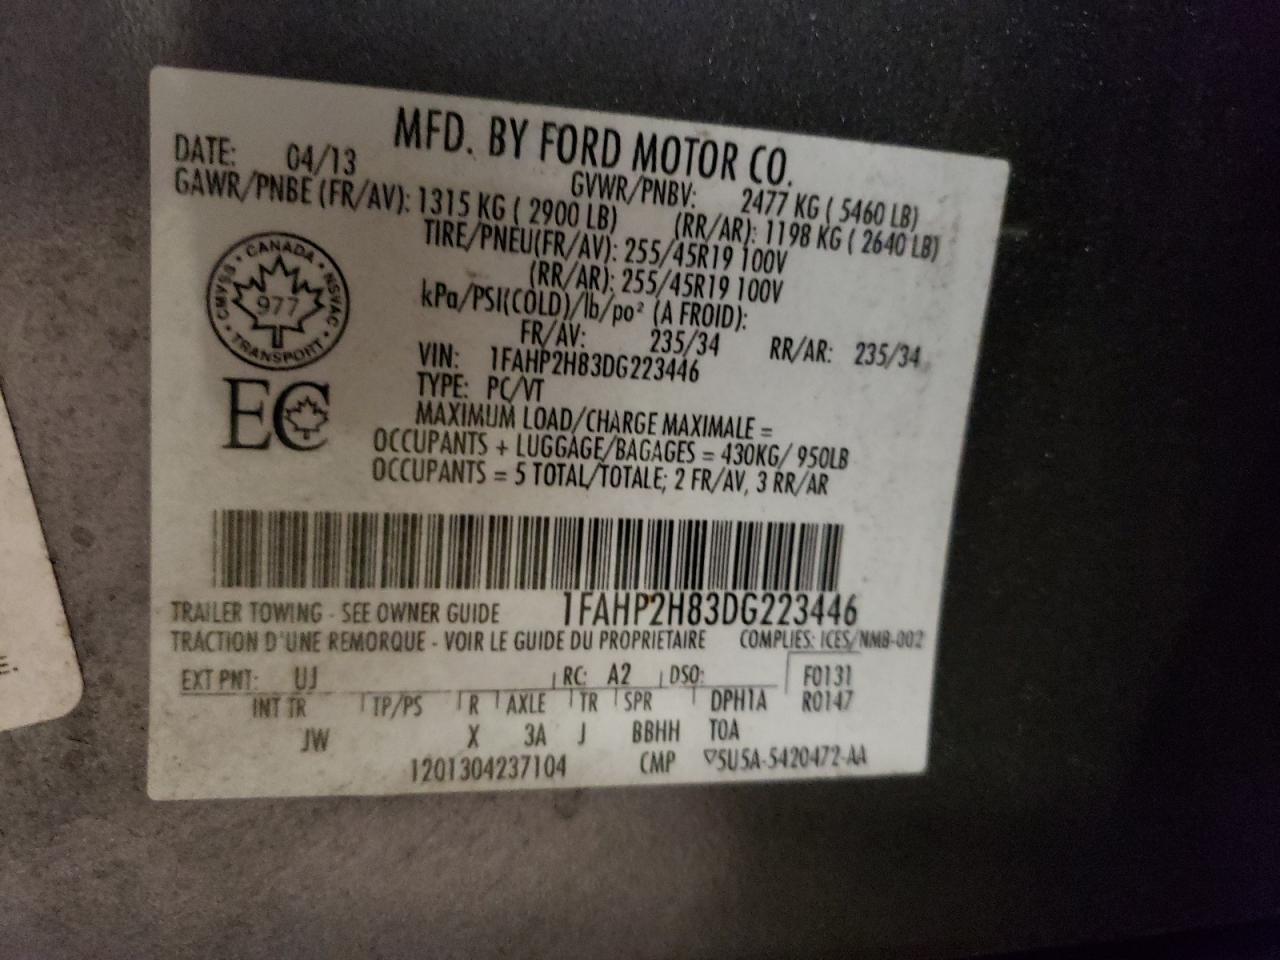 MFD. BY FORD MOTOR CO.
DATE: 04/13
GVWR/PNBV: 2477 KG ( 5460 LB)
GAWR/PNBE (FR/AV): 1315 KG ( 2900 LB) (RR/AR): 1198 KG ( 2640 LB)
TIRE/PNEU(FR/AV): 255/45R19 100V
(RR/AR): 255/45R19 100V
kPa/PSI(COLD)/lb/po² (A FROID):
FR/AV: 235/34 RR/AR: 235/34
CANADA · NSVAC · TRANSPORT · CMVSS
977
VIN: 1FAHP2H83DG223446
TYPE: PC/VT
EC
MAXIMUM LOAD/CHARGE MAXIMALE =
OCCUPANTS + LUGGAGE/BAGAGES = 430KG/ 950LB
OCCUPANTS = 5 TOTAL/TOTALE; 2 FR/AV, 3 RR/AR
TRAILER TOWING - SEE OWNER GUIDE 1FAHP2H83DG223446
TRACTION D'UNE REMORQUE - VOIR LE GUIDE DU PROPRIETAIRE COMPLIES: ICES/NMB-002
EXT PNT: UJ RC: A2 DSO: F0131
INT TR TP/PS R AXLE TR SPR DPH1A R0147
JW X 3A J BBHH TOA
1201304237104 CMP ▽5U5A-5420472-AA
E.